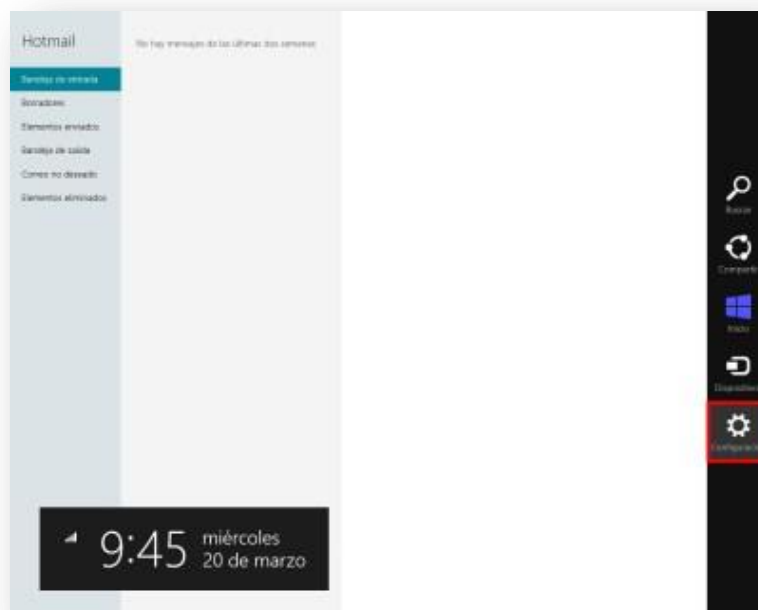 Hotmail
No hay mensajes de las últimas dos semanas
Bandeja de entrada
Borradores
Elementos enviados
Bandeja de salida
Correo no deseado
Elementos eliminados
Buscar
Compartir
Inicio
9:45 miércoles
20 de marzo